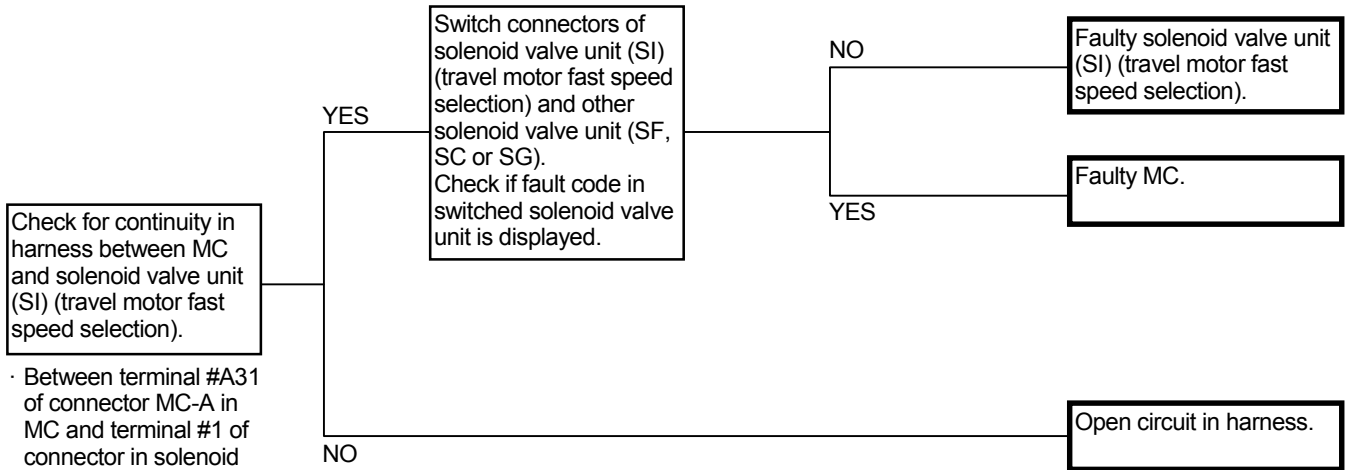 Check for continuity in
harness between MC
and solenoid valve unit
(SI) (travel motor fast
speed selection).
· Between terminal #A31
of connector MC-A in
MC and terminal #1 of
connector in solenoid
YES
NO
Switch connectors of
solenoid valve unit (SI)
(travel motor fast speed
selection) and other
solenoid valve unit (SF,
SC or SG).
Check if fault code in
switched solenoid valve
unit is displayed.
NO
YES
Faulty solenoid valve unit
(SI) (travel motor fast
speed selection).
Faulty MC.
Open circuit in harness.